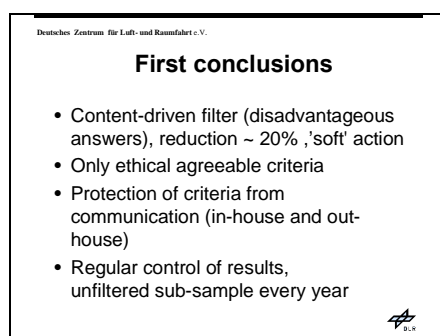 Deutsches Zentrum für Luft- und Raumfahrt e.V.
First conclusions
• Content-driven filter (disadvantageous
answers), reduction ~ 20% ,'soft' action
• Only ethical agreeable criteria
• Protection of criteria from
communication (in-house and out-
house)
• Regular control of results,
unfiltered sub-sample every year
DLR